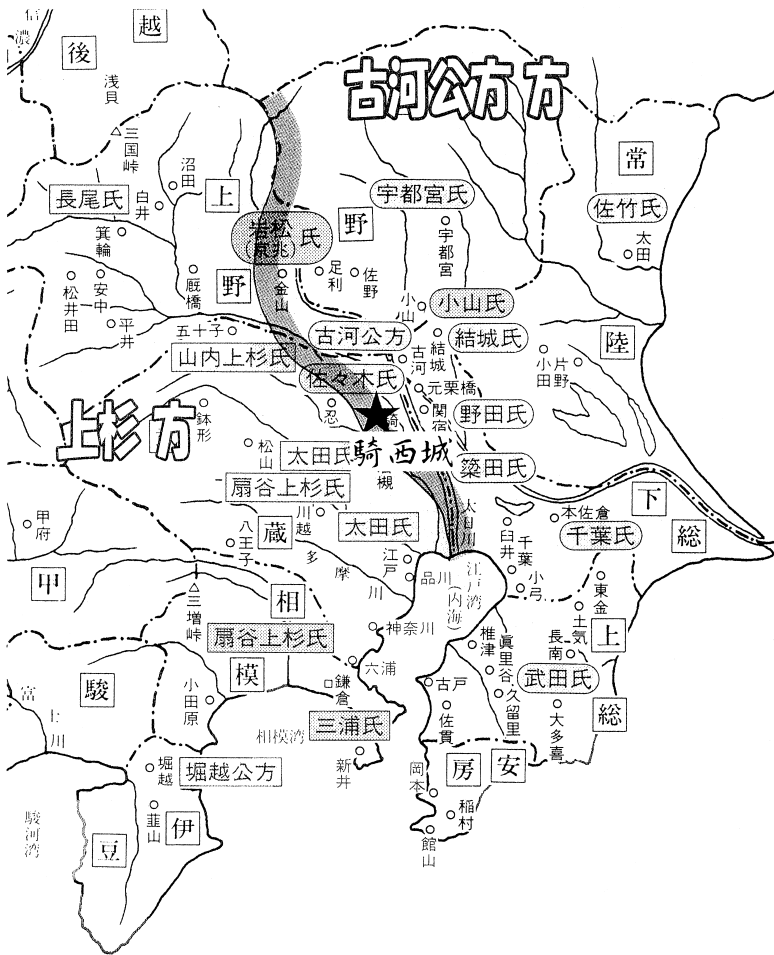 信濃
越
後
浅貝
三国峠
古河公方方
常
沼田
白井
長尾氏
上
宇都宮氏
佐竹氏
箕輪
岩松氏
(京兆)
野
宇都宮
太田
松井田
安中
平井
厩橋
野
金山
足利
佐野
小山
小山氏
五十子
古河公方
古河
結城
結城氏
陸
山内上杉氏
佐々木氏
元栗橋
小田
片野
上杉方
鉢形
忍
関宿
野田氏
松山
太田氏
騎西城
簗田氏
扇谷上杉氏
槻
甲府
八王子
蔵
川越
太田氏
太日川
本佐倉
下
総
千葉氏
臼井
千葉
小弓
多摩川
江戸
品川
江戸湾
(内海)
甲
三増峠
相
東金
土気
上
扇谷上杉氏
神奈川
椎津
眞里谷
長南
駿
模
六浦
久留里
武田氏
富士川
小田原
鎌倉
古戸
佐貫
大多喜
総
相模湾
三浦氏
新井
堀越
堀越公方
岡本
房
安
韮山
伊
稲村
駿河湾
豆
館山